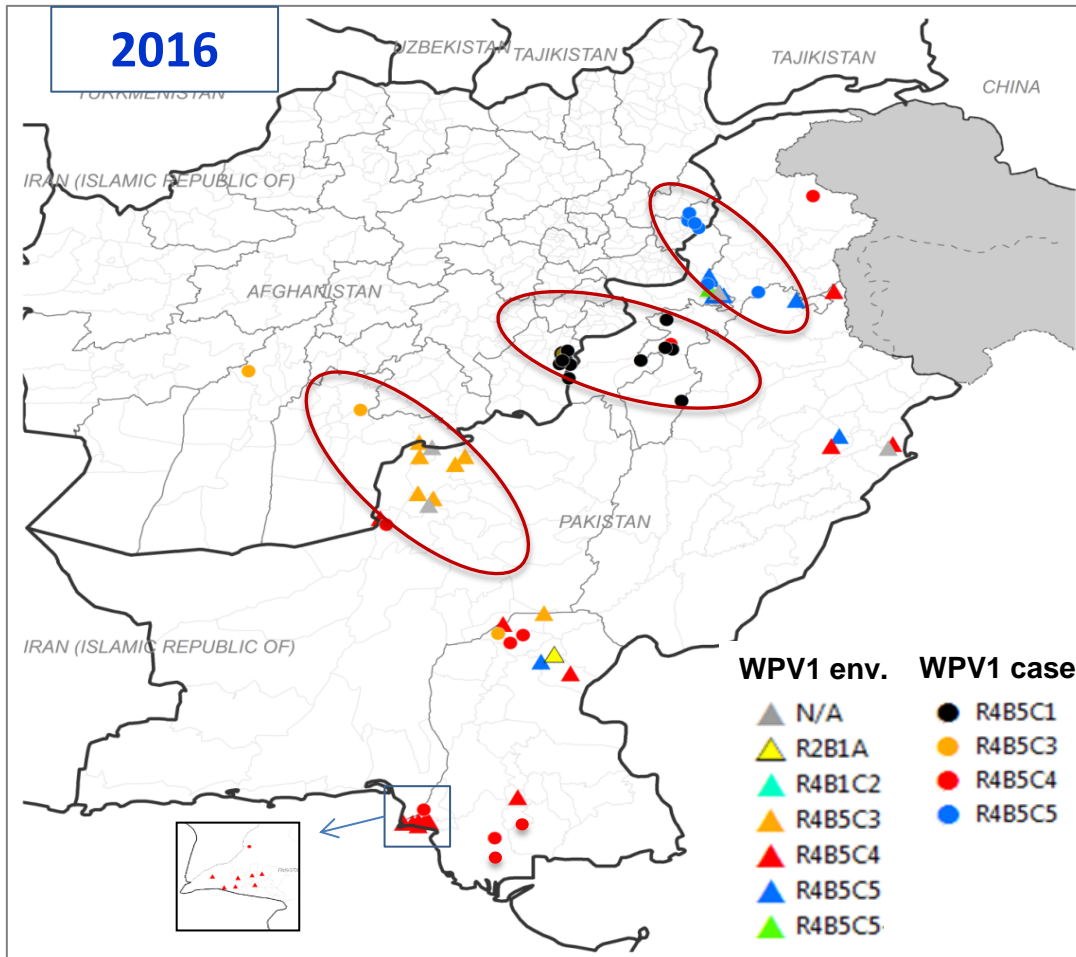 2016
UZBEKISTAN
TAJIKISTAN
TAJIKISTAN
CHINA
TURKMENISTAN
IRAN (ISLAMIC REPUBLIC OF)
AFGHANISTAN
PAKISTAN
IRAN (ISLAMIC REPUBLIC OF)
WPV1 env.
N/A
R2B1A
R4B1C2
R4B5C3
R4B5C4
R4B5C5
R4B5C5-
WPV1 case
R4B5C1
R4B5C3
R4B5C4
R4B5C5